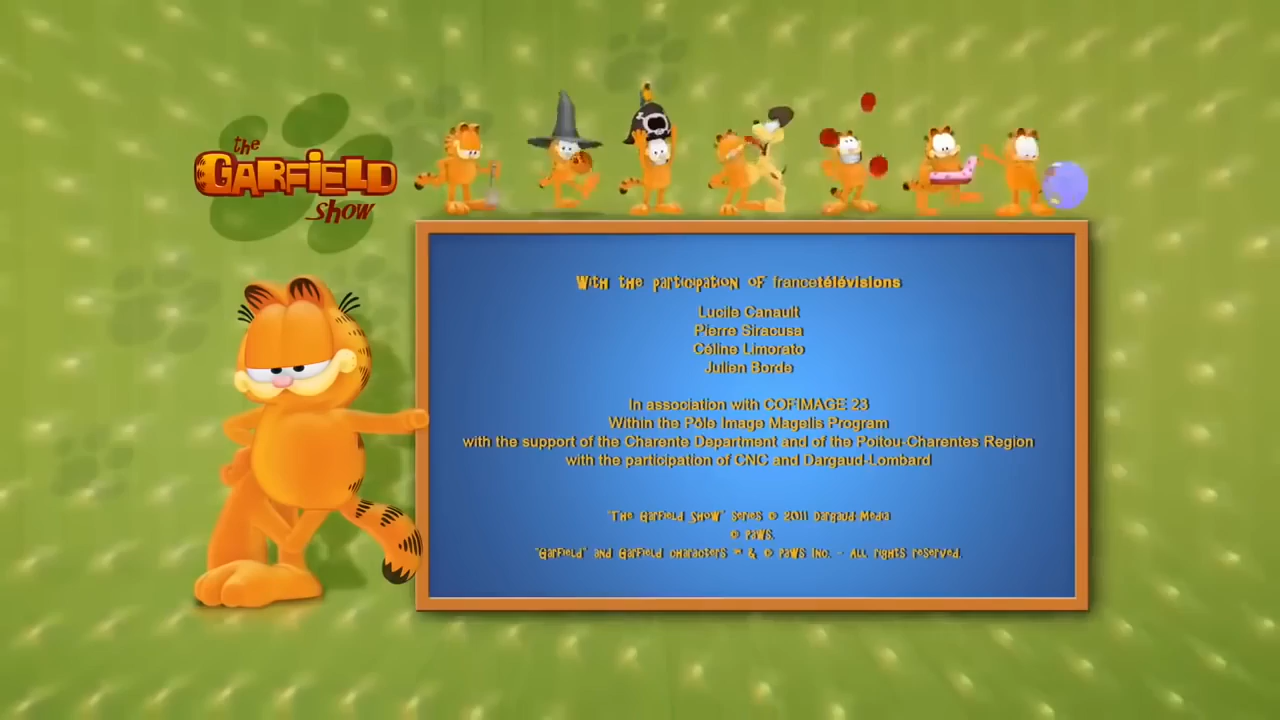 the
GARFiELD
show
With the participation of francetélévisions
Lucile Canault
Pierre Siracusa
Céline Limorato
Julien Borde
In association with COFIMAGE 23
Within the Pôle Image Magelis Program
with the support of the Charente Department and of the Poitou-Charentes Region
with the participation of CNC and Dargaud-Lombard
"The Garfield Show" series © 2011 Dargaud Media
© PAWS.
"Garfield" and Garfield characters ™ & © Paws Inc. - All rights reserved.